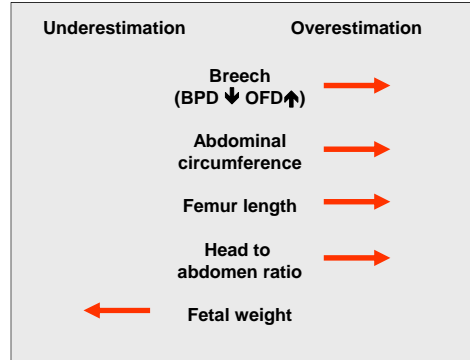 Underestimation Overestimation
Breech
(BPD 🡻 OFD🡹)
Abdominal
circumference
Femur length
Head to
abdomen ratio
Fetal weight